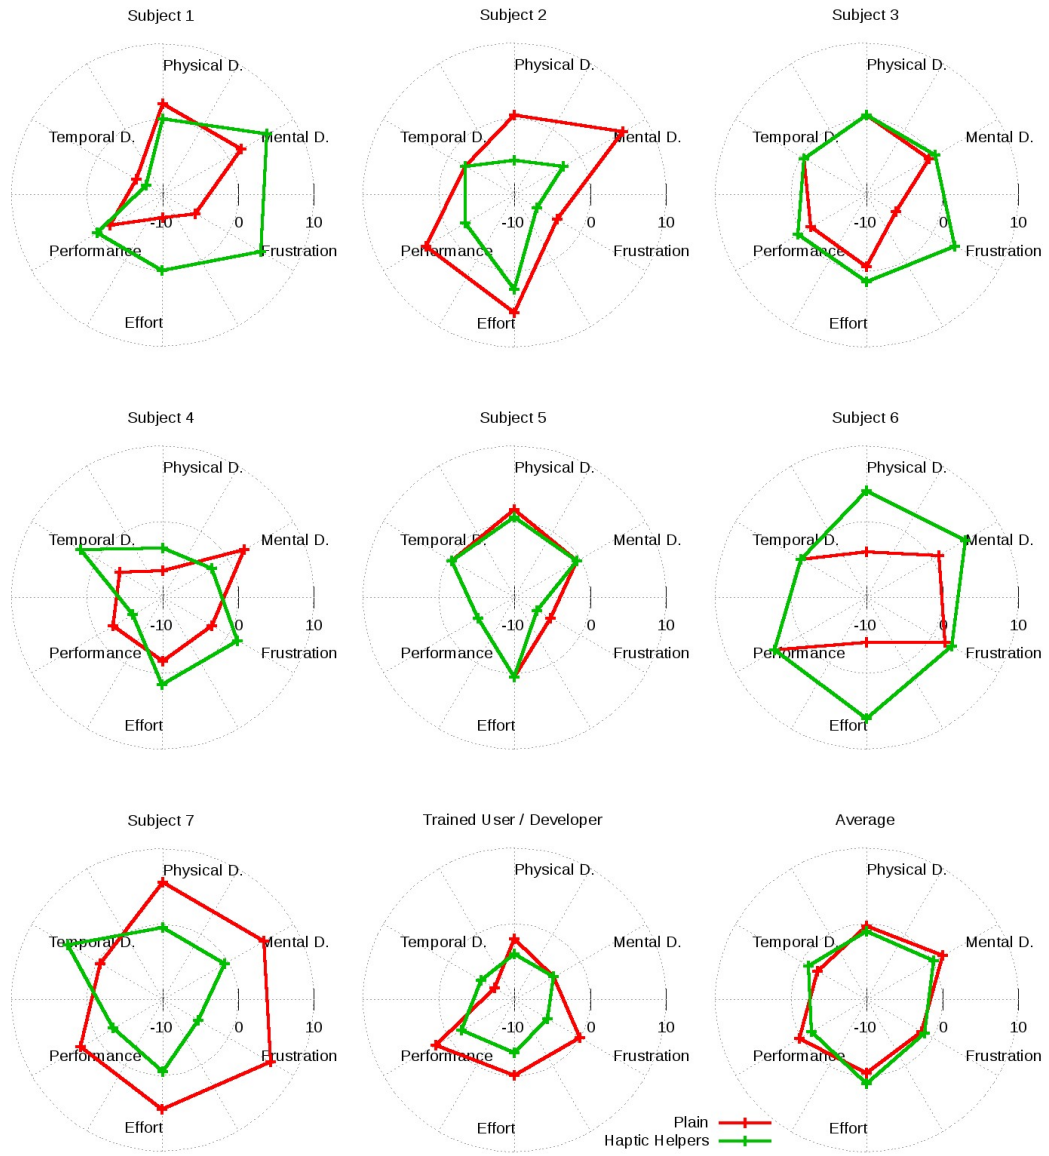 Subject 1
Physical D.
Temporal D.
Mental D.
-10
0
10
Performance
Frustration
Effort
Subject 2
Physical D.
Temporal D.
Mental D.
-10
0
10
Performance
Frustration
Effort
Subject 3
Physical D.
Temporal D.
Mental D.
-10
0
10
Performance
Frustration
Effort
Subject 4
Physical D.
Temporal D.
Mental D.
-10
0
10
Performance
Frustration
Effort
Subject 5
Physical D.
Temporal D.
Mental D.
-10
0
10
Performance
Frustration
Effort
Subject 6
Physical D.
Temporal D.
Mental D.
-10
0
10
Performance
Frustration
Effort
Subject 7
Physical D.
Temporal D.
Mental D.
-10
0
10
Performance
Frustration
Effort
Trained User / Developer
Physical D.
Temporal D.
Mental D.
-10
0
10
Performance
Frustration
Effort
Average
Physical D.
Temporal D.
Mental D.
-10
0
10
Performance
Frustration
Effort
Plain
Haptic Helpers